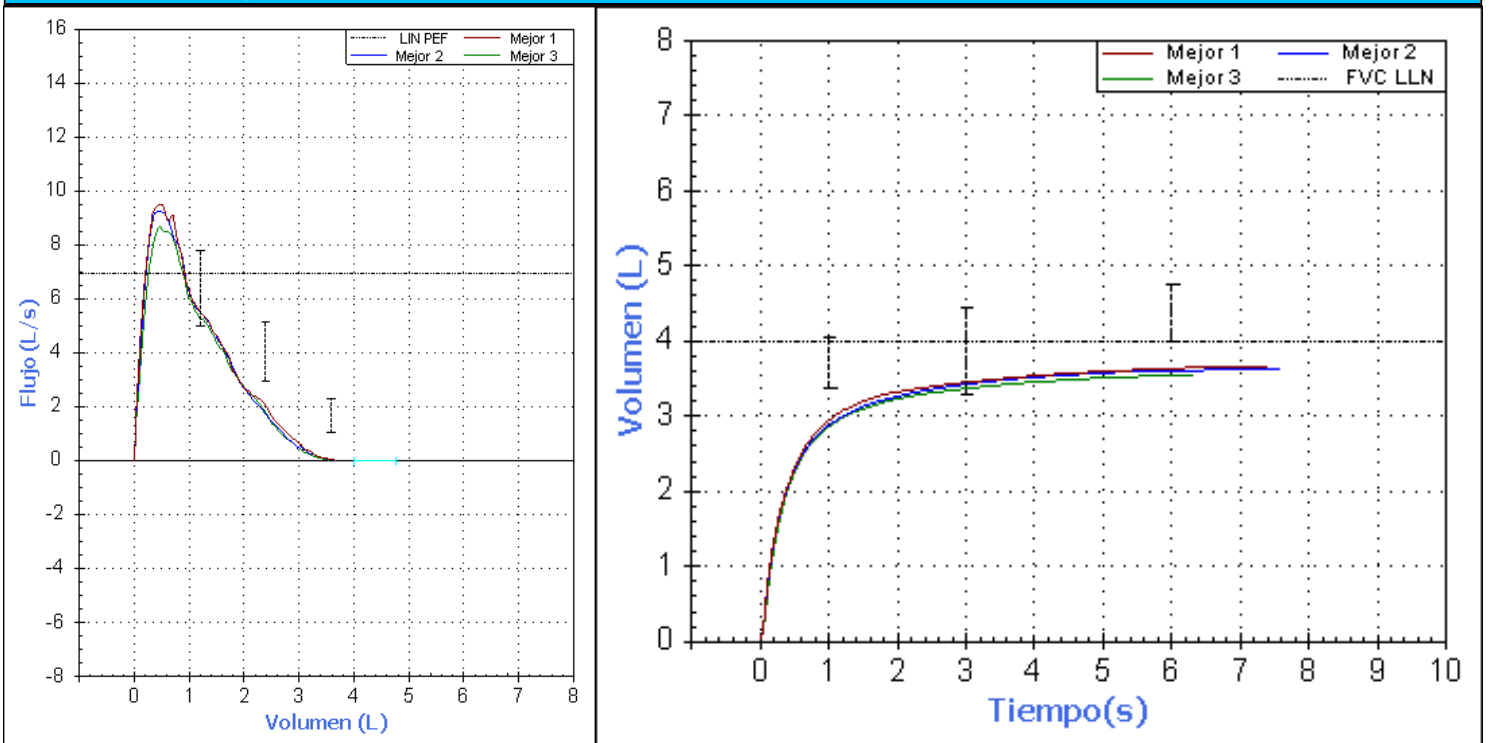 LIN PEF Mejor 1
Mejor 2 Mejor 3
16
14
12
10
8
6
4
2
0
-2
-4
-6
-8
Flujo (L/s)
0 1 2 3 4 5 6 7 8
Volumen (L)
Mejor 1 Mejor 2
Mejor 3 FVC LLN
8
7
6
5
4
3
2
1
0
Volumen (L)
0 1 2 3 4 5 6 7 8 9 10
Tiempo(s)